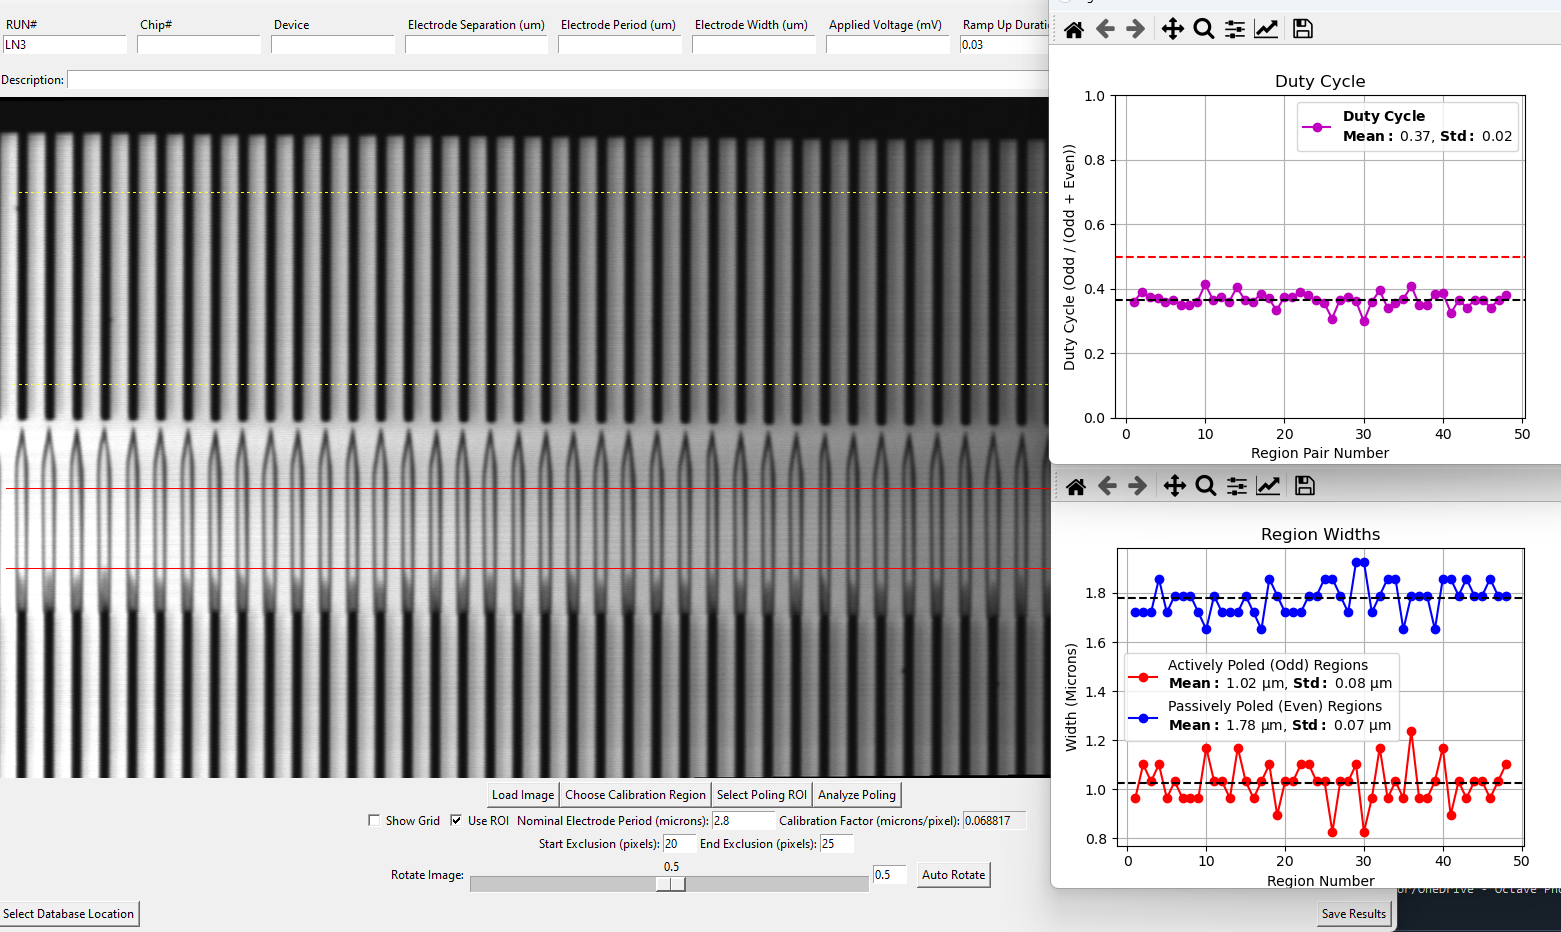 RUN# Chip# Device Electrode Separation (um) Electrode Period (um) Electrode Width (um) Applied Voltage (mV) Ramp Up
LN3 0.03
Description:
Duty Cycle
Duty Cycle
Mean: 0.37, Std: 0.02
Duty Cycle (Odd / (Odd + Even))
1.0
0.8
0.6
0.4
0.2
0.0
0 10 20 30 40 50
Region Pair Number
Region Widths
Width (Microns)
1.8
1.6
1.4
1.2
1.0
0.8
Actively Poled (Odd) Regions
Mean: 1.02 μm, Std: 0.08 μm
Passively Poled (Even) Regions
Mean: 1.78 μm, Std: 0.07 μm
0 10 20 30 40 50
Region Number
Load Image Choose Calibration Region Select Poling ROI Analyze Poling
Show Grid Use ROI Nominal Electrode Period (microns): 2.8 Calibration Factor (microns/pixel): 0.068817
Start Exclusion (pixels): 20 End Exclusion (pixels): 25
0.5
Rotate Image: 0.5 Auto Rotate
OneDrive - Octave
Select Database Location Save Results